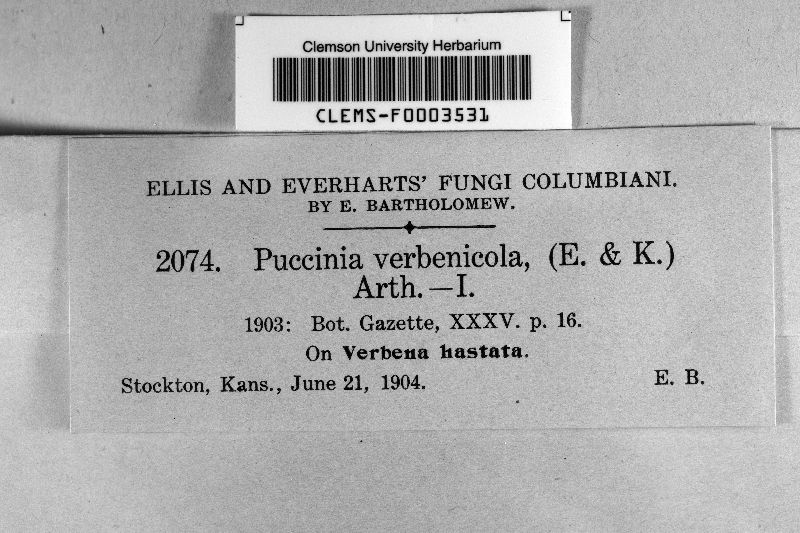 Clemson University Herbarium
CLEMS-F0003531
ELLIS AND EVERHARTS' FUNGI COLUMBIANI.
BY E. BARTHOLOMEW.
2074. Puccinia verbenicola, (E. & K.)
Arth.—I.
1903: Bot. Gazette, XXXV. p. 16.
On Verbena hastata.
Stockton, Kans., June 21, 1904. E. B.